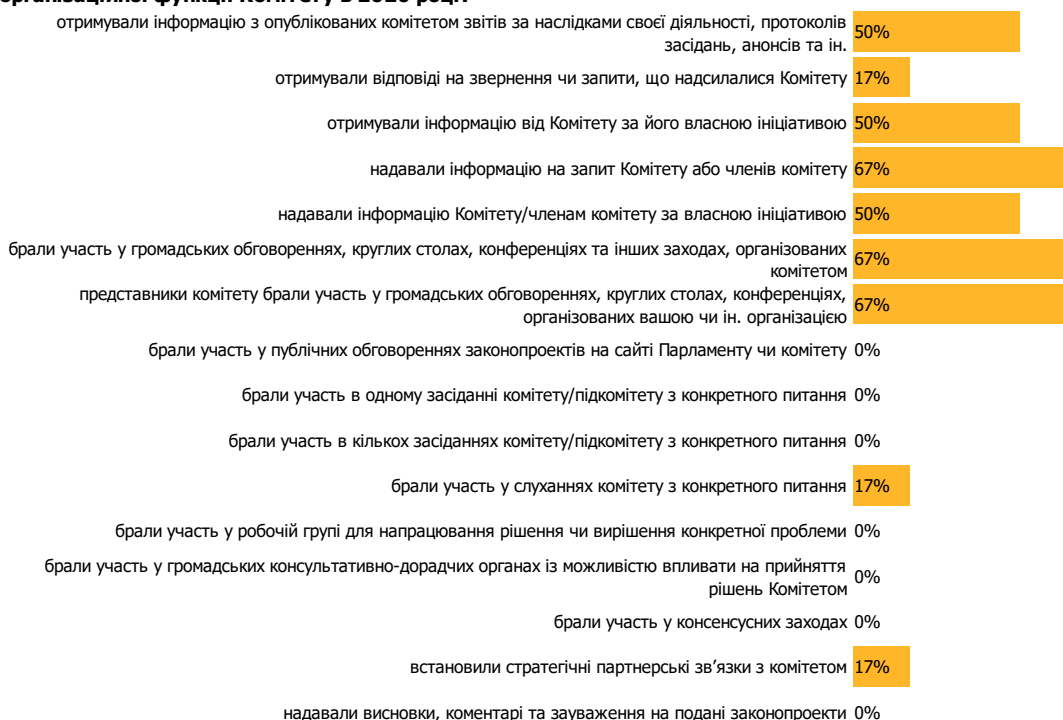 організаційної функції Комітету в 2020 році
отримували інформацію з опублікованих комітетом звітів за наслідками своєї діяльності, протоколів
засідань, анонсів та ін.
50%
отримували відповіді на звернення чи запити, що надсилалися Комітету 17%
отримували інформацію від Комітету за його власною ініціативою 50%
надавали інформацію на запит Комітету або членів комітету 67%
надавали інформацію Комітету/членам комітету за власною ініціативою 50%
брали участь у громадських обговореннях, круглих столах, конференціях та інших заходах, організованих
комітетом
67%
представники комітету брали участь у громадських обговореннях, круглих столах, конференціях,
організованих вашою чи ін. організацією
67%
брали участь у публічних обговореннях законопроектів на сайті Парламенту чи комітету 0%
брали участь в одному засіданні комітету/підкомітету з конкретного питання 0%
брали участь в кількох засіданнях комітету/підкомітету з конкретного питання 0%
брали участь у слуханнях комітету з конкретного питання 17%
брали участь у робочій групі для напрацювання рішення чи вирішення конкретної проблеми 0%
брали участь у громадських консультативно-дорадчих органах із можливістю впливати на прийняття
рішень Комітетом
0%
брали участь у консенсусних заходах 0%
встановили стратегічні партнерські зв’язки з комітетом 17%
надавали висновки, коментарі та зауваження на подані законопроекти 0%